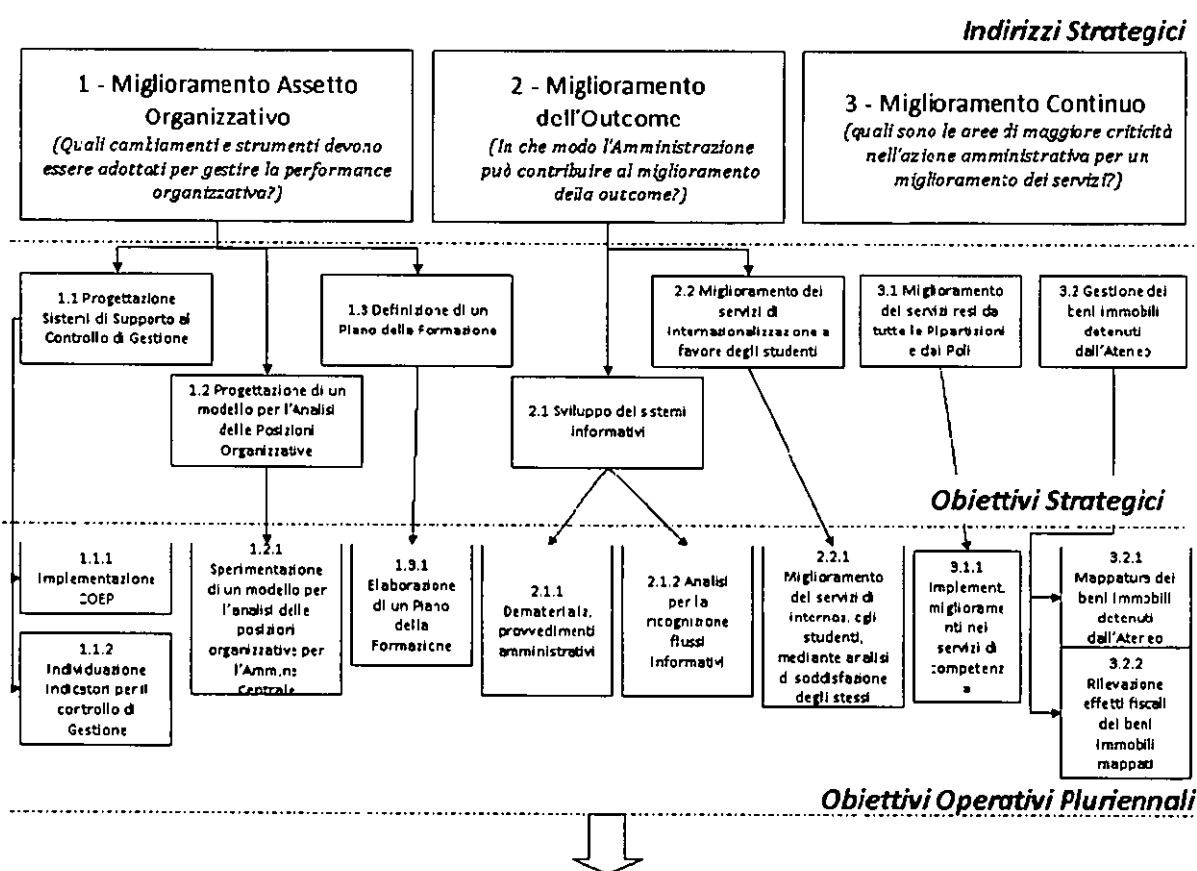 Indirizzi Strategici
1 - Miglioramento Assetto
Organizzativo
(Quali cambiamenti e strumenti devono
essere adottati per gestire la performance
organizzativa?)
2 - Miglioramento
dell'Outcome
(In che modo l'Amministrazione
può contribuire al miglioramento
della outcome?)
3 - Miglioramento Continuo
(quali sono le aree di maggiore criticità
nell'azione amministrativa per un
miglioramento dei servizi?)
1.1 Progettazione
Sistemi di Supporto al
Controllo di Gestione
1.3 Definizione di un
Piano della Formazione
2.2 Miglioramento dei
servizi di
Internazionalizzazione a
favore degli studenti
3.1 Miglioramento
dei servizi resi da
tutte le Ripartizioni
e dai Poli
3.2 Gestione dei
beni immobili
detenuti
dall'Ateneo
1.2 Progettazione di un
modello per l'Analisi
delle Posizioni
Organizzative
2.1 Sviluppo dei sistemi
Informativi
Obiettivi Strategici
1.1.1
Implementazione
COEP
1.1.2
Individuazione
Indicatori per il
controllo di
Gestione
1.2.1
Sperimentazione
di un modello per
l'analisi delle
posizioni
organizzative per
l'Amm.ne
Centrale
1.3.1
Elaborazione
di un Piano
della
Formazione
2.1.1
Demateria​lizz.
provvedimenti
amministrativi
2.1.2 Analisi
per la
ricognizione
flussi
Informativi
2.2.1
Miglioramento
dei servizi di
internaz. agli
studenti,
mediante analisi
di soddisfazione
degli stessi
3.1.1
Implement.
migliorame
nti nei
servizi di
competenz
a
3.2.1
Mappatura dei
beni immobili
detenuti
dall'Ateneo
3.2.2
Rilevazione
effetti fiscali
dei beni
Immobili
mappati
Obiettivi Operativi Pluriennali